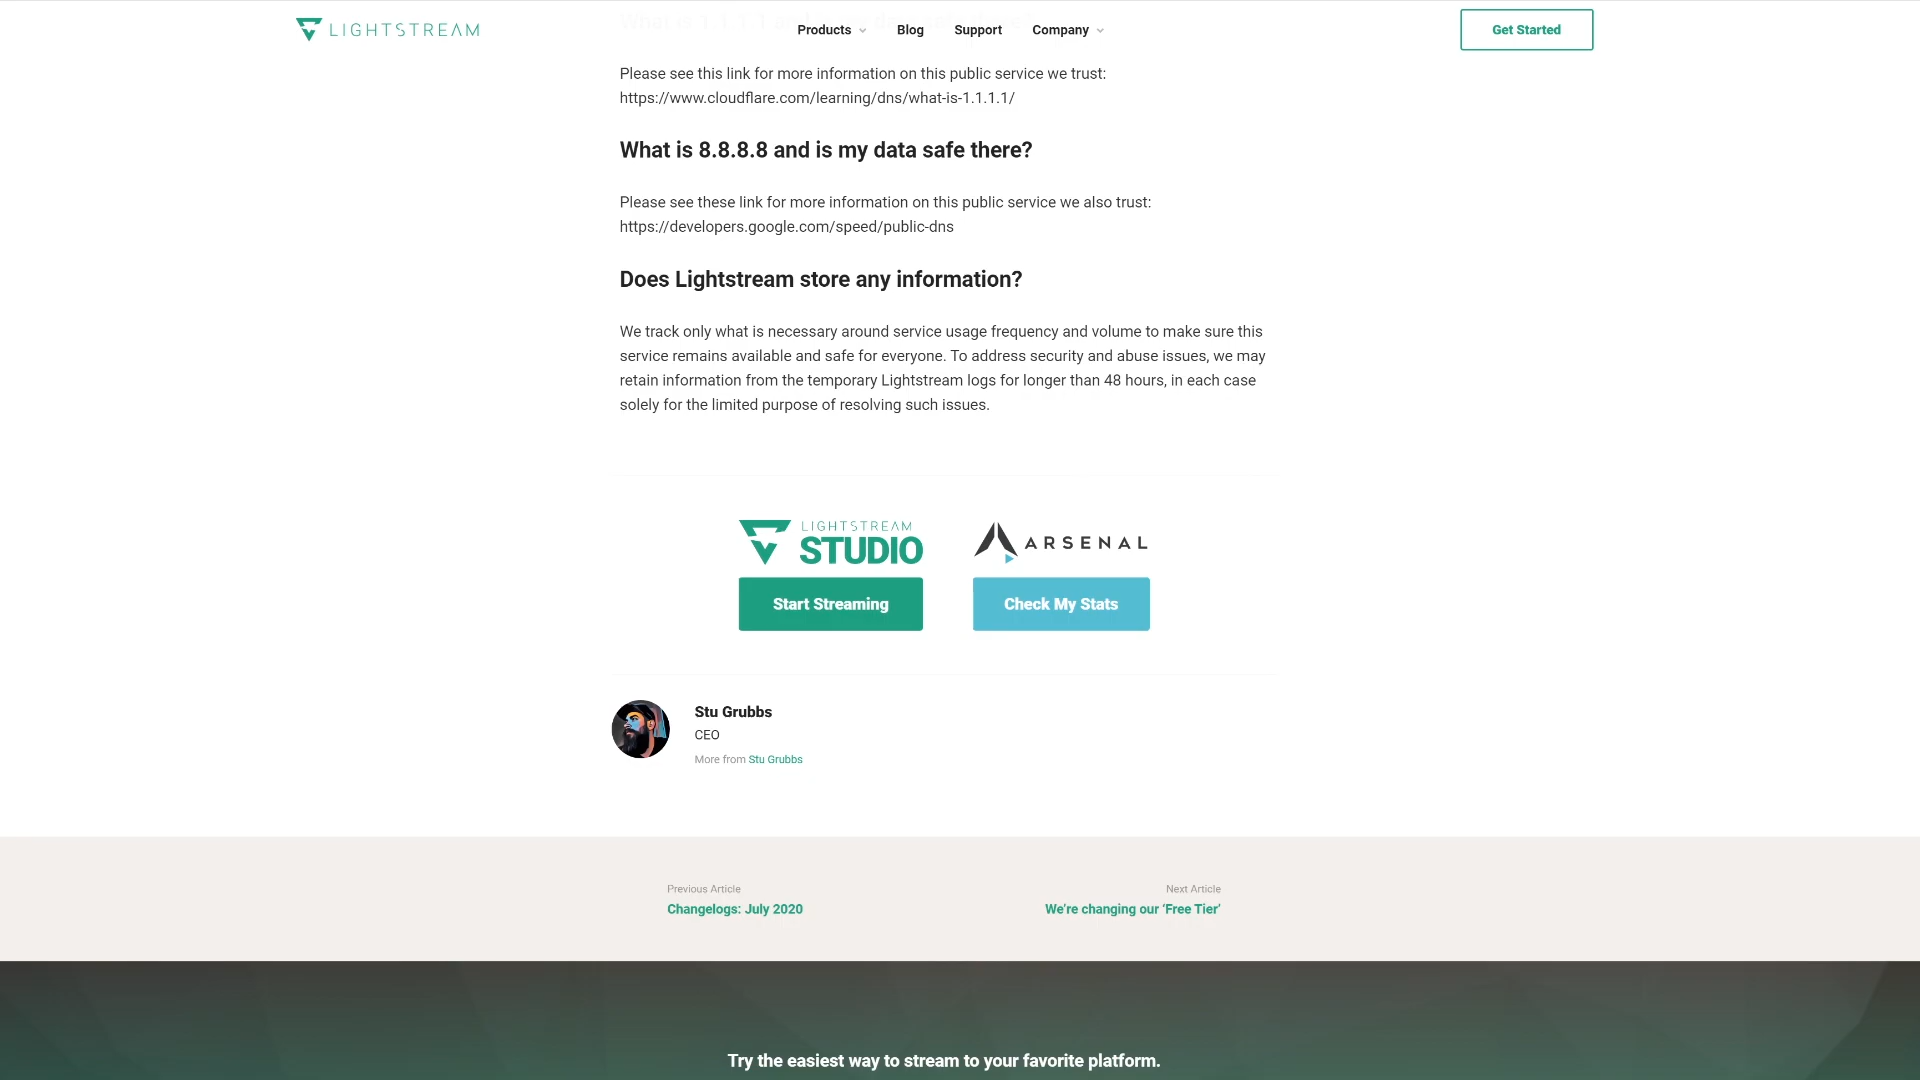 LIGHTSTREAM
Products
Blog
Support
Company
Get Started
Please see this link for more information on this public service we trust:
https://www.cloudflare.com/learning/dns/what-is-1.1.1.1/
What is 8.8.8.8 and is my data safe there?
Please see these link for more information on this public service we also trust:
https://developers.google.com/speed/public-dns
Does Lightstream store any information?
We track only what is necessary around service usage frequency and volume to make sure this
service remains available and safe for everyone. To address security and abuse issues, we may
retain information from the temporary Lightstream logs for longer than 48 hours, in each case
solely for the limited purpose of resolving such issues.
LIGHTSTREAM
STUDIO
ARSENAL
Start Streaming
Check My Stats
Stu Grubbs
CEO
More from Stu Grubbs
Previous Article
Changelogs: July 2020
Next Article
We're changing our ‘Free Tier’
Try the easiest way to stream to your favorite platform.